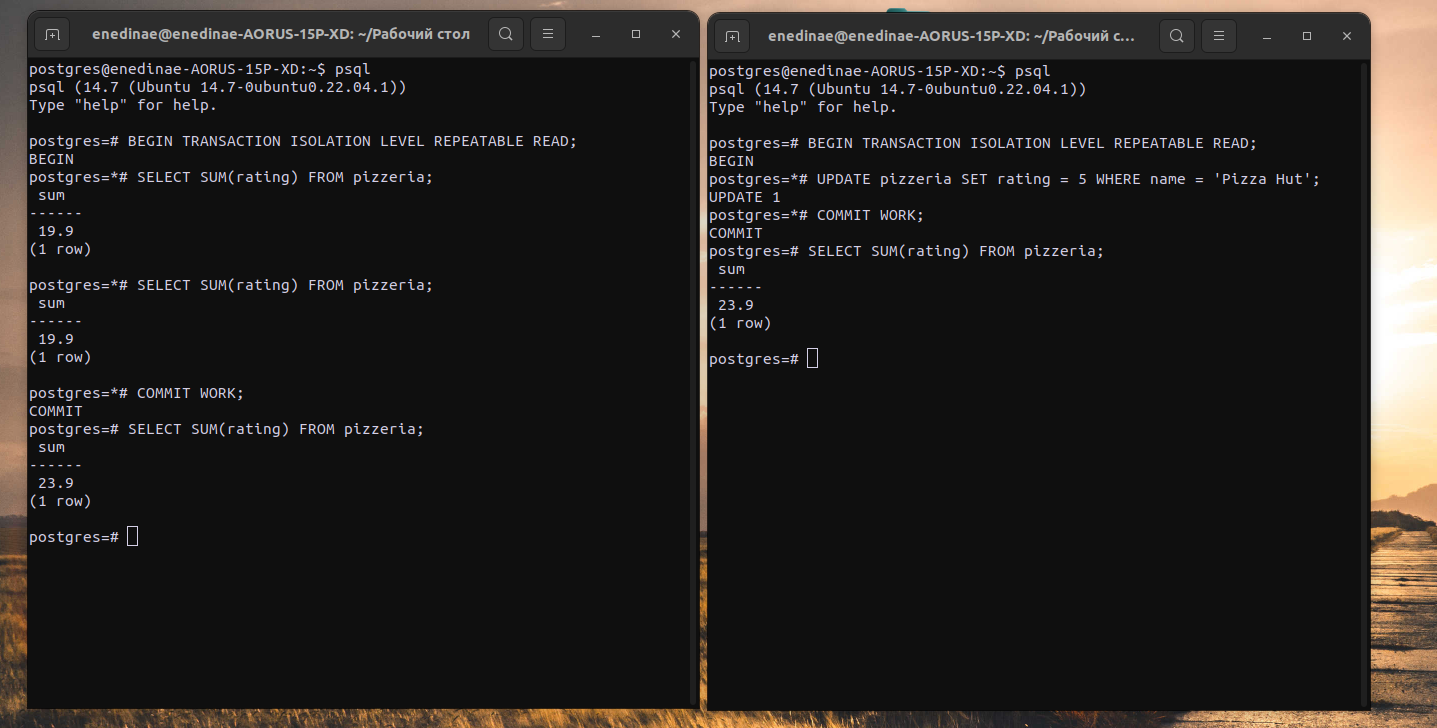 enedinae@enedinae-AORUS-15P-XD: ~/Рабочий стол
postgres@enedinae-AORUS-15P-XD:~$ psql
psql (14.7 (Ubuntu 14.7-0ubuntu0.22.04.1))
Type "help" for help.
postgres=# BEGIN TRANSACTION ISOLATION LEVEL REPEATABLE READ;
BEGIN
postgres=*# SELECT SUM(rating) FROM pizzeria;
sum
------
19.9
(1 row)
postgres=*# SELECT SUM(rating) FROM pizzeria;
sum
------
19.9
(1 row)
postgres=*# COMMIT WORK;
COMMIT
postgres=# SELECT SUM(rating) FROM pizzeria;
sum
------
23.9
(1 row)
postgres=#
enedinae@enedinae-AORUS-15P-XD: ~/Рабочий с...
postgres@enedinae-AORUS-15P-XD:~$ psql
psql (14.7 (Ubuntu 14.7-0ubuntu0.22.04.1))
Type "help" for help.
postgres=# BEGIN TRANSACTION ISOLATION LEVEL REPEATABLE READ;
BEGIN
postgres=*# UPDATE pizzeria SET rating = 5 WHERE name = 'Pizza Hut';
UPDATE 1
postgres=*# COMMIT WORK;
COMMIT
postgres=# SELECT SUM(rating) FROM pizzeria;
sum
------
23.9
(1 row)
postgres=#